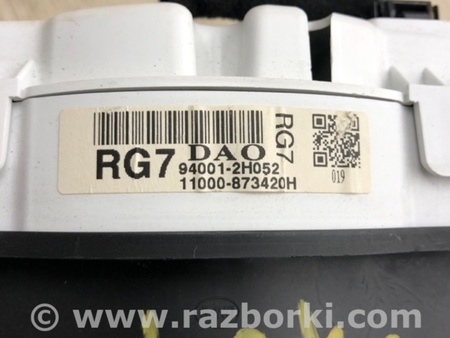 RG7 DAO
94001-2H052
11000-873420H
RG7
019
© www.razborki.com